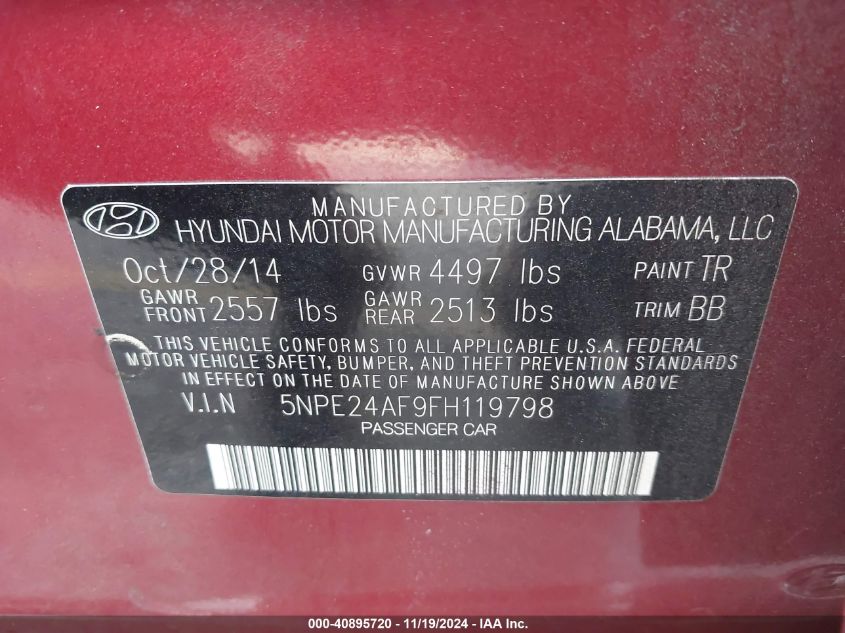 MANUFACTURED BY
HYUNDAI MOTOR MANUFACTURING ALABAMA, LLC
Oct/28/14 GVWR 4497 lbs PAINT TR
GAWR FRONT 2557 lbs GAWR REAR 2513 lbs TRIM BB
THIS VEHICLE CONFORMS TO ALL APPLICABLE U.S.A. FEDERAL
MOTOR VEHICLE SAFETY, BUMPER, AND THEFT PREVENTION STANDARDS
IN EFFECT ON THE DATE OF MANUFACTURE SHOWN ABOVE.
V.I.N 5NPE24AF9FH119798
PASSENGER CAR
000-40895720 - 11/19/2024 - IAA Inc.